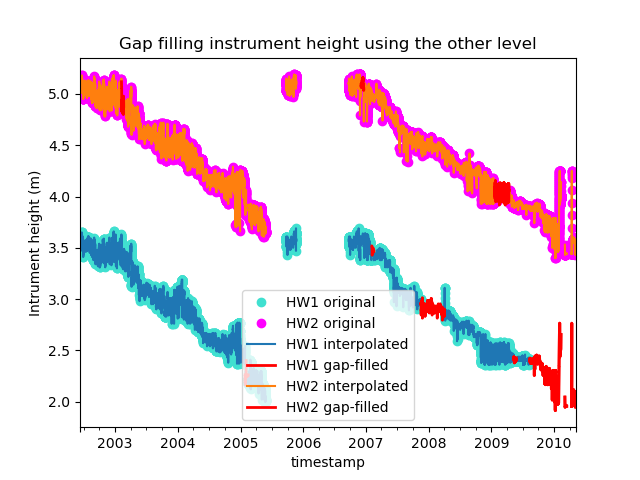 Gap filling instrument height using the other level
Intrument height (m)
5.0
4.5
4.0
3.5
3.0
2.5
2.0
HW1 original
HW2 original
HW1 interpolated
HW1 gap-filled
HW2 interpolated
HW2 gap-filled
2003 2004 2005 2006 2007 2008 2009 2010
timestamp